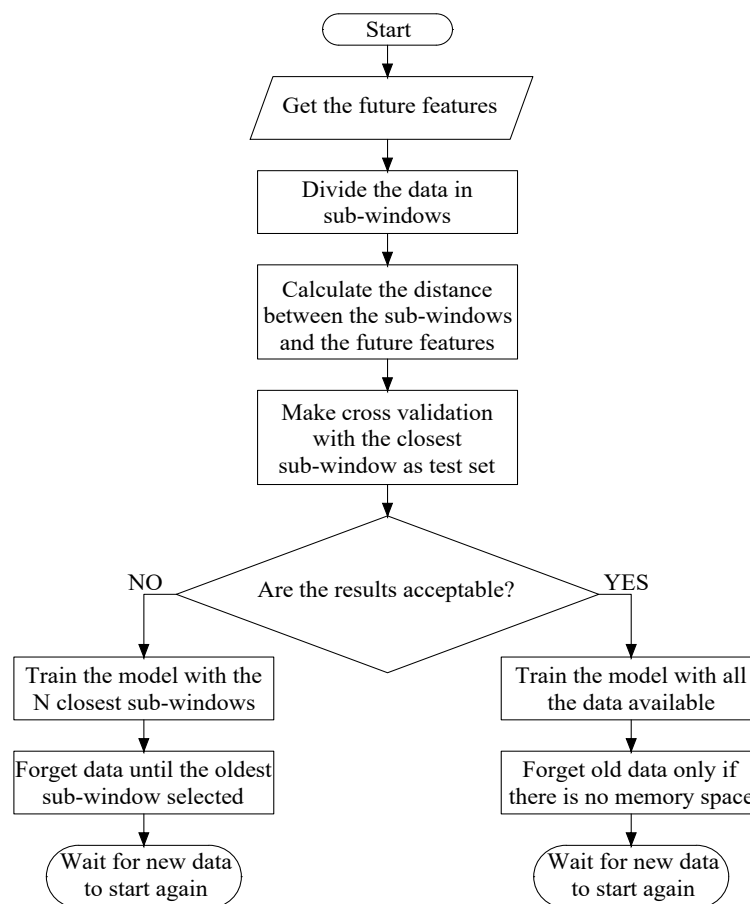 Start
Get the future features
Divide the data in
sub-windows
Calculate the distance
between the sub-windows
and the future features
Make cross validation
with the closest
sub-window as test set
Are the results acceptable?
NO
YES
Train the model with the
N closest sub-windows
Forget data until the oldest
sub-window selected
Wait for new data
to start again
Train the model with all
the data available
Forget old data only if
there is no memory space
Wait for new data
to start again